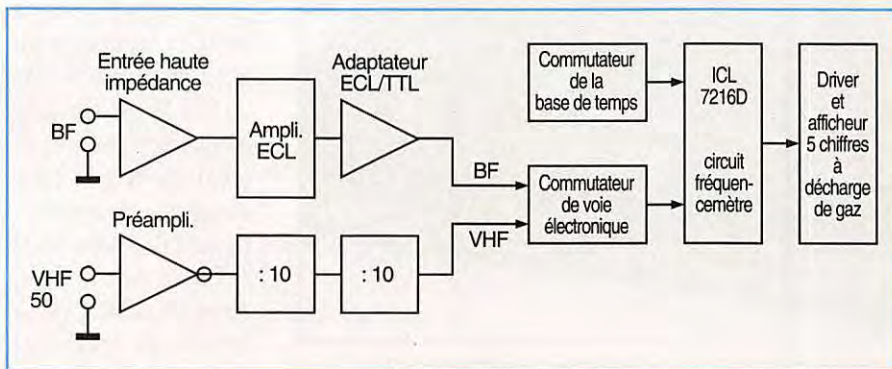 Entrée haute
impédance
BF
Ampli.
ECL
Adaptateur
ECL/TTL
BF
Préampli.
VHF
50
: 10
: 10
VHF
Commutateur
de la
base de temps
Commutateur
de voie
électronique
ICL
7216D
circuit
fréquen-
cemètre
Driver
et
afficheur
5 chiffres
à
décharge
de gaz